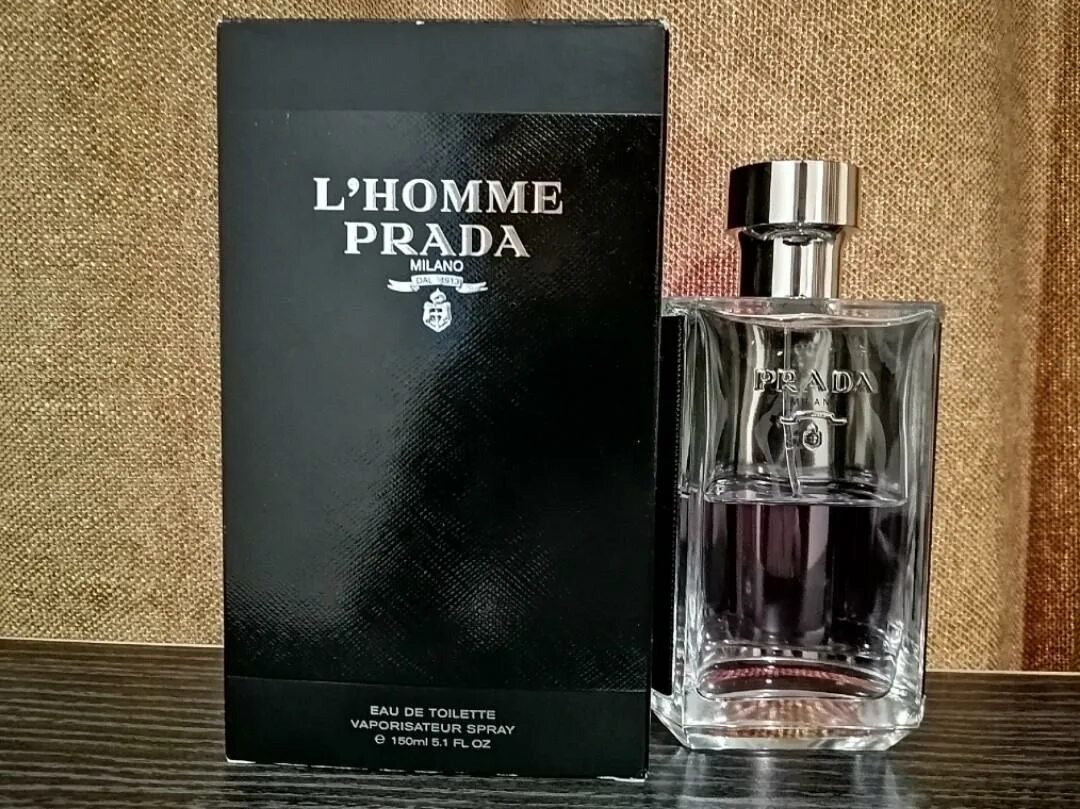 L'HOMME
PRADA
MILANO
DAL 1913
EAU DE TOILETTE
VAPORISATEUR SPRAY
℮ 150ml 5.1 FL OZ
PRADA
MILANO